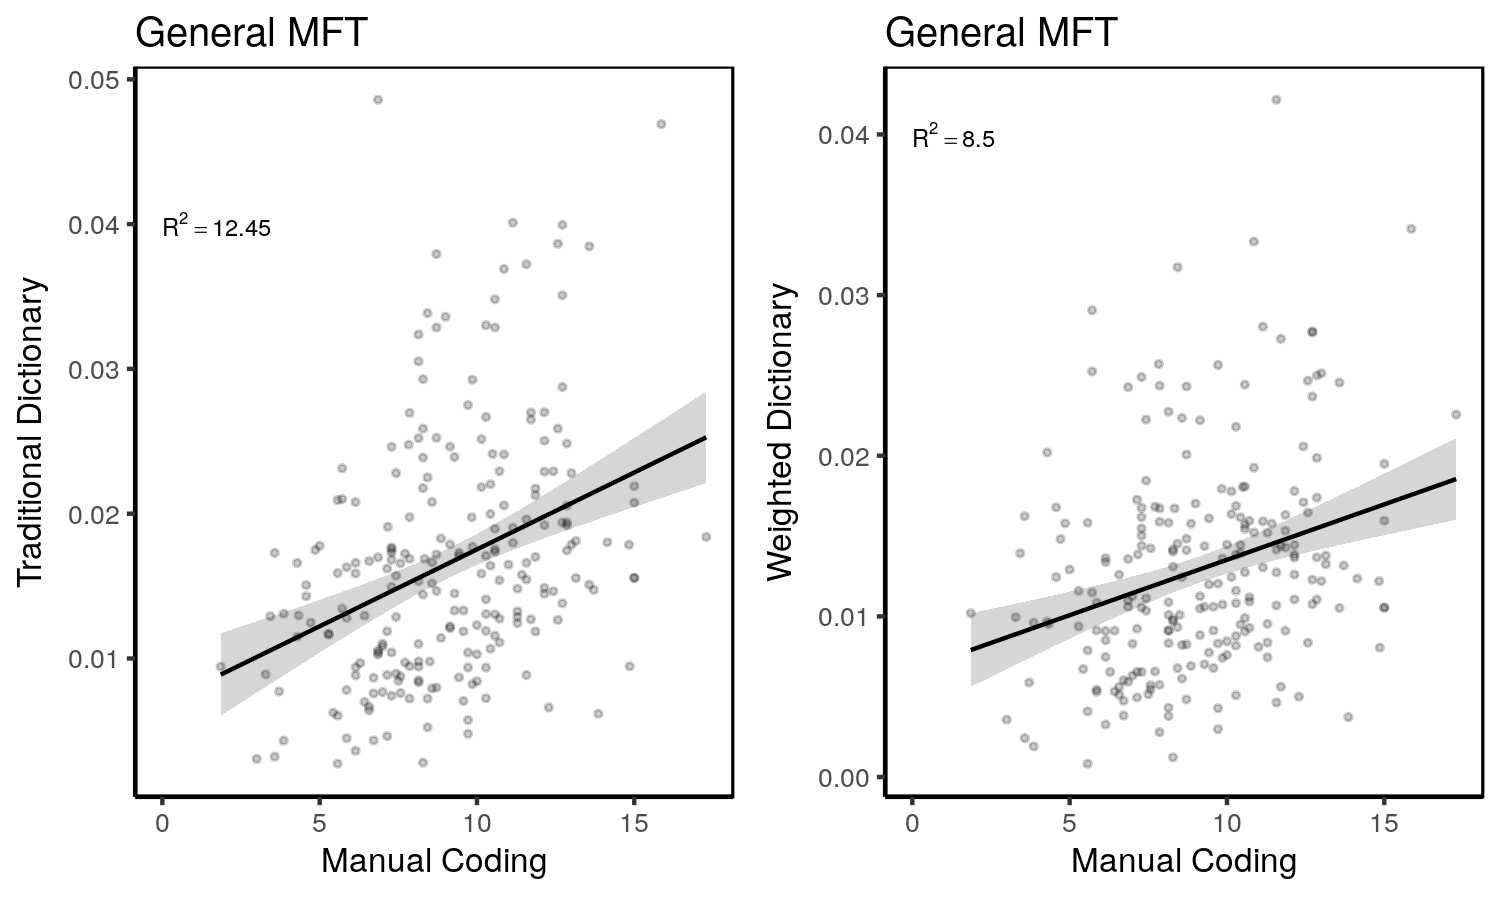 General MFT
Traditional Dictionary
0.05
0.04
0.03
0.02
0.01
R² = 12.45
0 5 10 15
Manual Coding
General MFT
Weighted Dictionary
0.04
0.03
0.02
0.01
0.00
R² = 8.5
0 5 10 15
Manual Coding